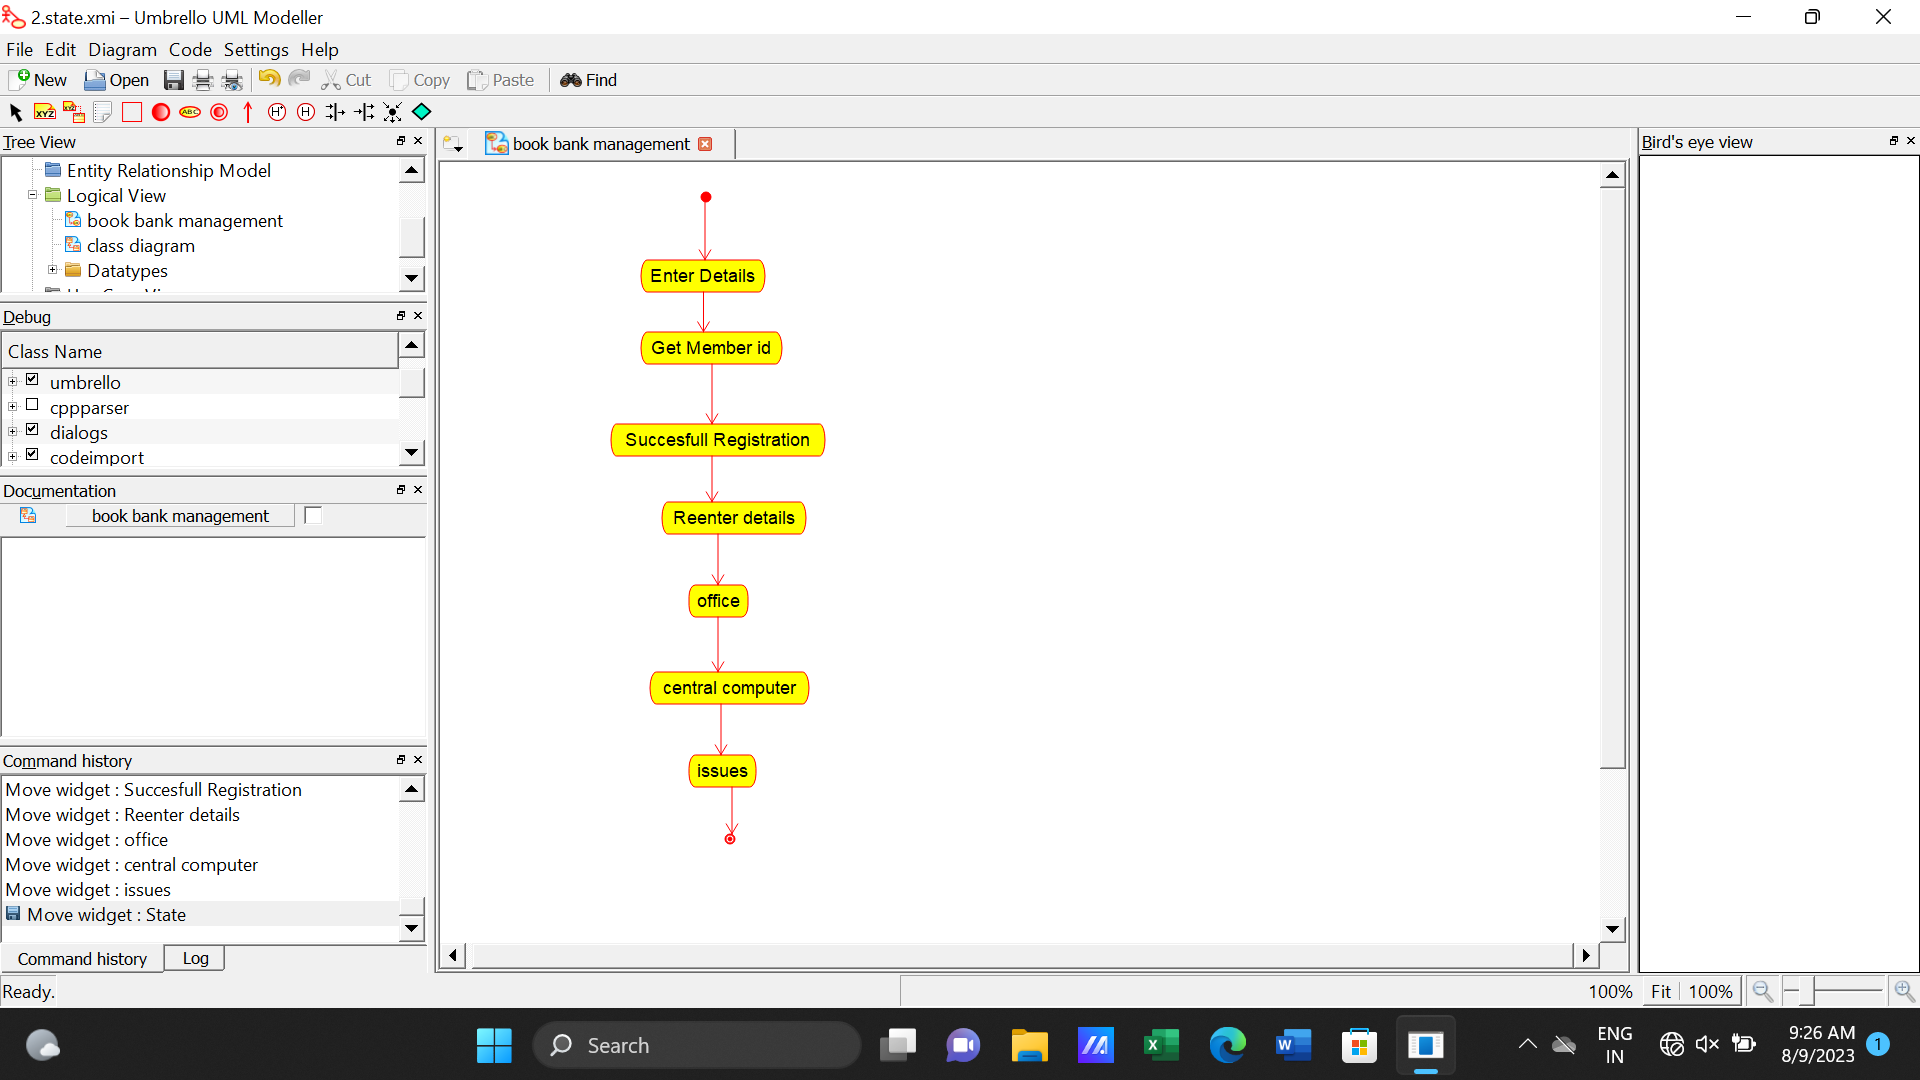 2.state.xmi – Umbrello UML Modeller
File Edit Diagram Code Settings Help
New Open Cut Copy Paste Find
XYZ XYZ ABC H* H
Tree View
Entity Relationship Model
Logical View
book bank management
class diagram
Datatypes
Debug
Class Name
umbrello
cppparser
dialogs
codeimport
Documentation
book bank management
Command history
Move widget : Succesfull Registration
Move widget : Reenter details
Move widget : office
Move widget : central computer
Move widget : issues
Move widget : State
Command history Log
Ready.
book bank management
Enter Details
Get Member id
Succesfull Registration
Reenter details
office
central computer
issues
Bird's eye view
100% Fit 100%
Search
ENG
IN
9:26 AM
8/9/2023
1